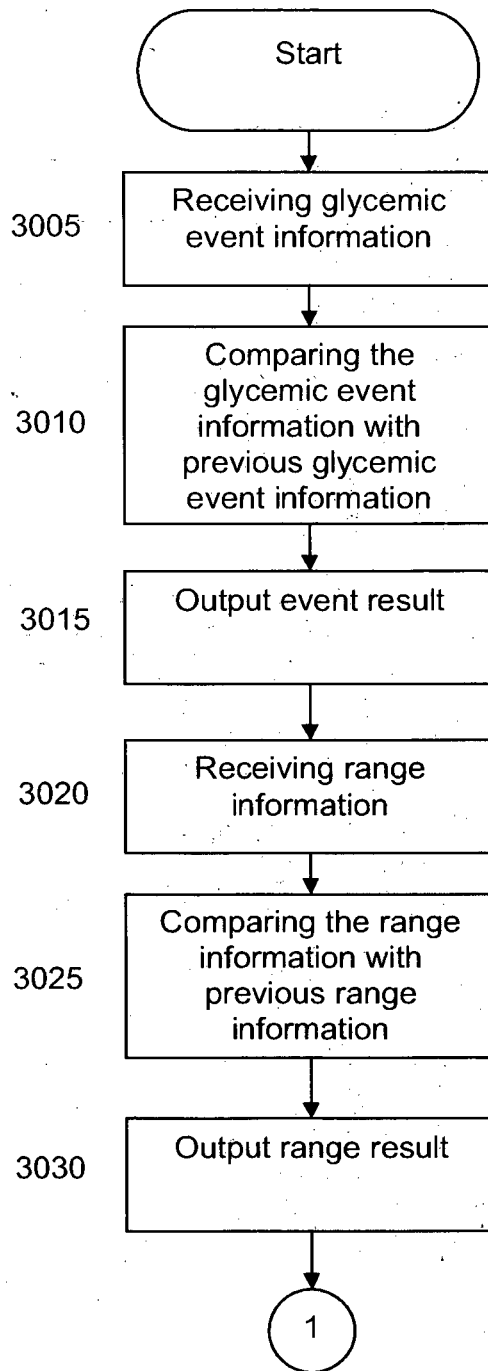 Start
3005
Receiving glycemic
event information
3010
Comparing the
glycemic event
information with
previous glycemic
event information
3015
Output event result
3020
Receiving range
information
3025
Comparing the range
information with
previous range
information
3030
Output range result
1